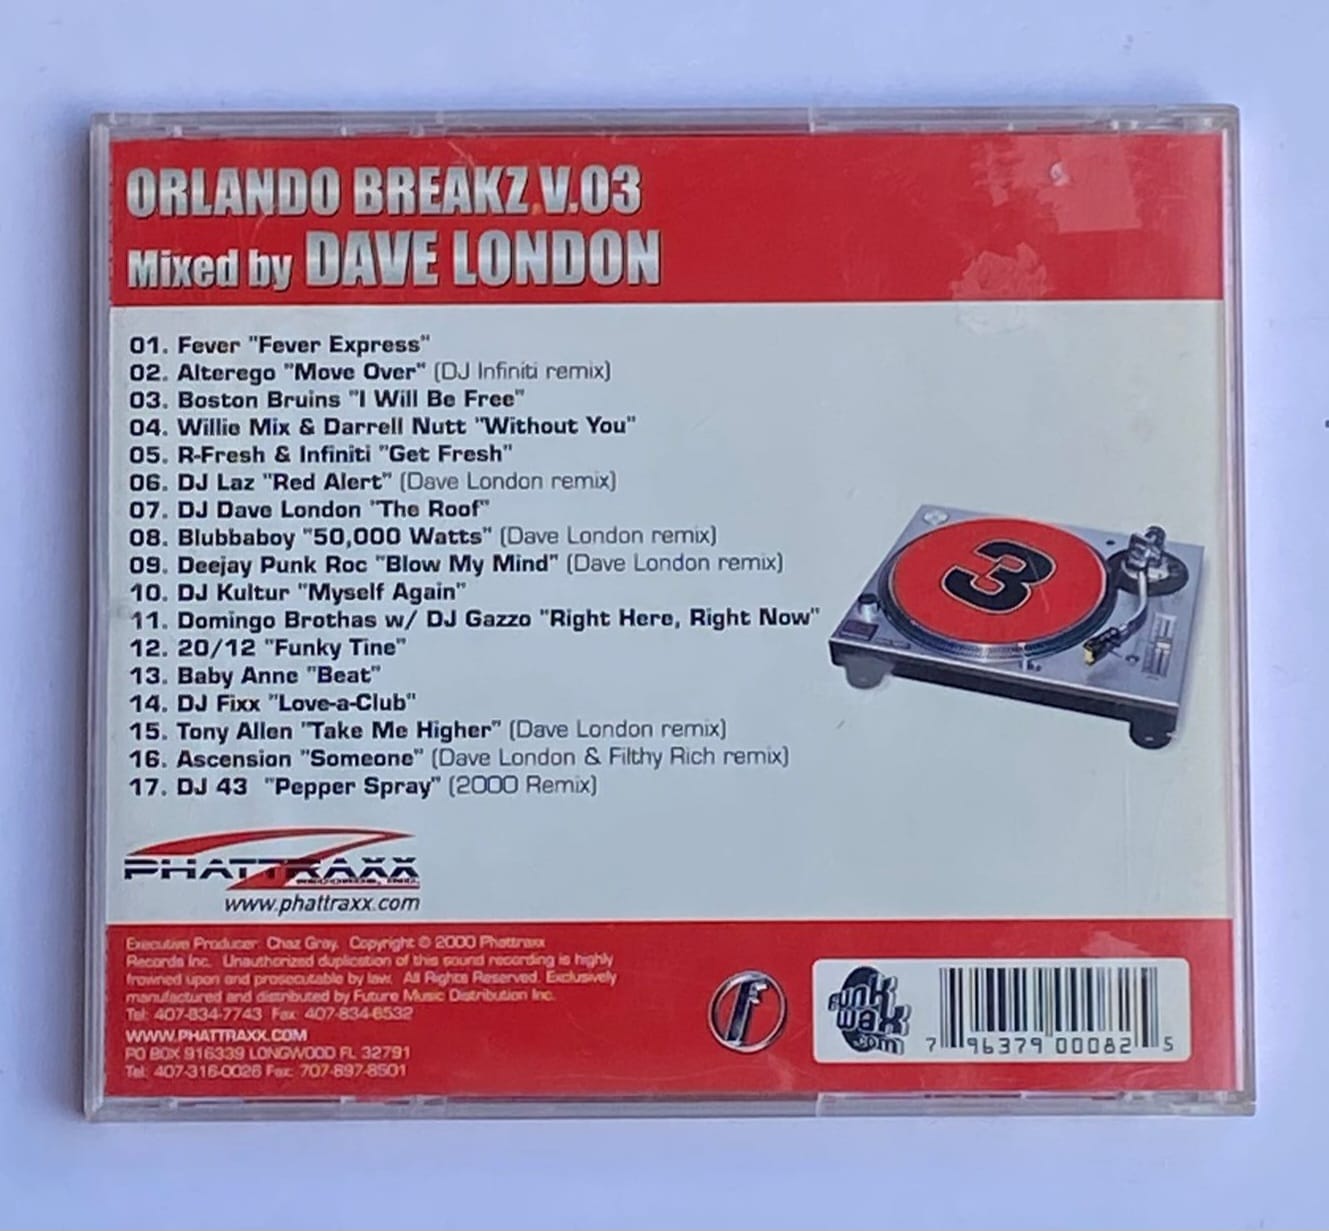 ORLANDO BREAKZ V.03
Mixed by DAVE LONDON
01. Fever "Fever Express"
02. Alterego "Move Over" (DJ Infiniti remix)
03. Boston Bruins "I Will Be Free"
04. Willie Mix & Darrell Nutt "Without You"
05. R-Fresh & Infiniti "Get Fresh"
06. DJ Laz "Red Alert" (Dave London remix)
07. DJ Dave London "The Roof"
08. Blubbaboy "50,000 Watts" (Dave London remix)
09. Deejay Punk Roc "Blow My Mind" (Dave London remix)
10. DJ Kultur "Myself Again"
11. Domingo Brothas w/ DJ Gazzo "Right Here, Right Now"
12. 20/12 "Funky Tine"
13. Baby Anne "Beat"
14. DJ Fixx "Love-a-Club"
15. Tony Allen "Take Me Higher" (Dave London remix)
16. Ascension "Someone" (Dave London & Filthy Rich remix)
17. DJ 43 "Pepper Spray" (2000 Remix)
3
PHATTRAXX
RECORDS, INC.
www.phattraxx.com
Executive Producer: Chaz Gray. Copyright © 2000 Phattraxx
Records Inc. Unauthorized duplication of this sound recording is highly
frowned upon and prosecutable by law. All Rights Reserved. Exclusively
manufactured and distributed by Future Music Distribution Inc.
Tel: 407-834-7743 Fax: 407-834-6532
WWW.PHATTRAXX.COM
PO BOX 916339 LONGWOOD FL 32791
Tel: 407-316-0026 Fax: 707-897-8501
f
FUNK
WAX
.com
7 96379 00082 5